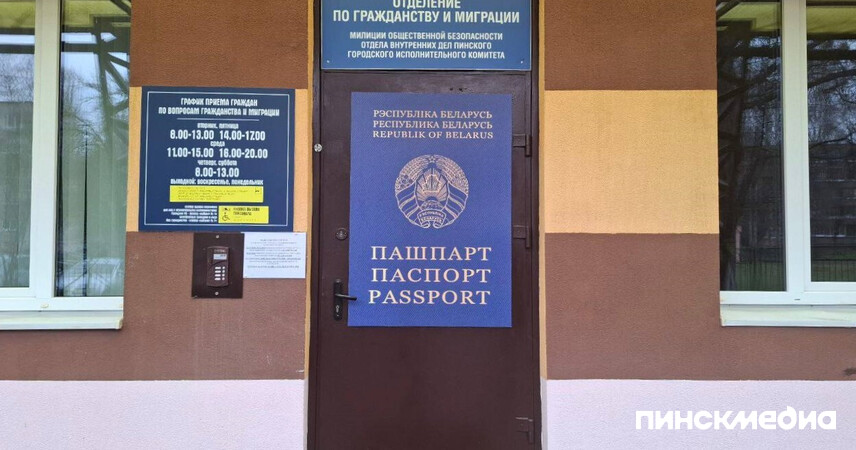 ОТДЕЛЕНИЕ
ПО ГРАЖДАНСТВУ И МИГРАЦИИ
МИЛИЦИИ ОБЩЕСТВЕННОЙ БЕЗОПАСНОСТИ
ОТДЕЛА ВНУТРЕННИХ ДЕЛ ПИНСКОГО
ГОРОДСКОГО ИСПОЛНИТЕЛЬНОГО КОМИТЕТА
ГРАФИК ПРИЕМА ГРАЖДАН
ПО ВОПРОСАМ ГРАЖДАНСТВА И МИГРАЦИИ
вторник, пятница
8.00-13.00 14.00-17.00
среда
11.00-15.00 16.00-20.00
четверг, суббота
8.00-13.00
выходной: воскресенье, понедельник
РЭСПУБЛІКА БЕЛАРУСЬ
РЕСПУБЛИКА БЕЛАРУСЬ
REPUBLIK OF BELARUS
ПАШПАРТ
ПАСПОРТ
PASSPORT
ПИНСКМЕДИА